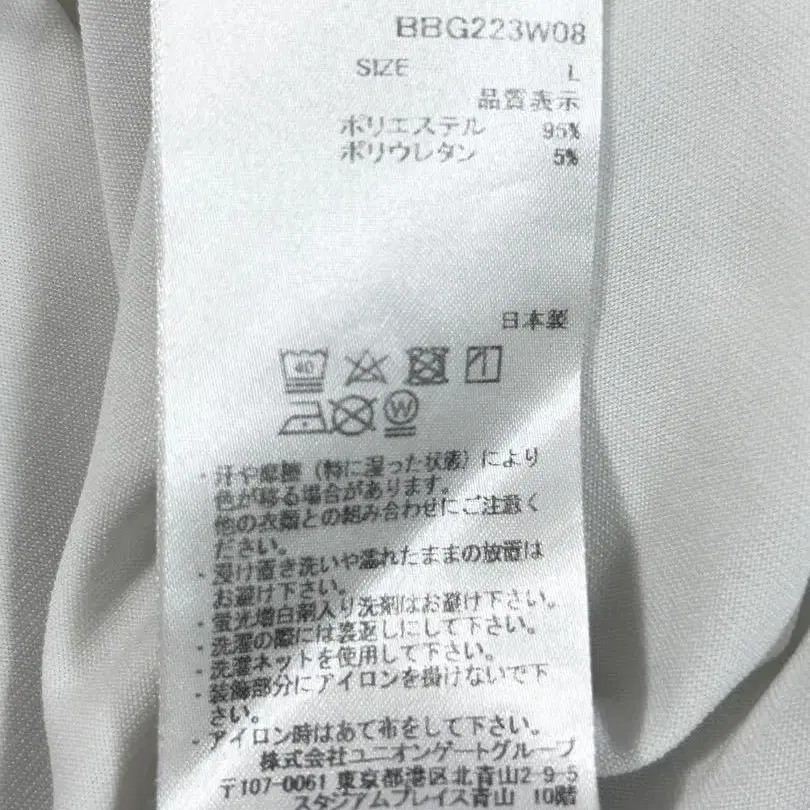 BBG223W08
SIZE L
品質表示
ポリエステル 95%
ポリウレタン 5%
日本製
40
W
・汗や摩擦(特に湿った状態)により
色が移る場合があります。
他の衣類との組み合わせにご注意く
ださい。
・浸け置き洗いや濡れたままの放置は
お避け下さい。
・蛍光増白剤入り洗剤はお避け下さい。
・洗濯の際には裏返しにして下さい。
・洗濯ネットを使用して下さい。
・装飾部分にアイロンを掛けないで下
さい。
・アイロン時はあて布をして下さい。
株式会社ユニオンゲートグループ
〒107-0061 東京都港区北青山2-9-5
スタジアムプレイス青山 10階